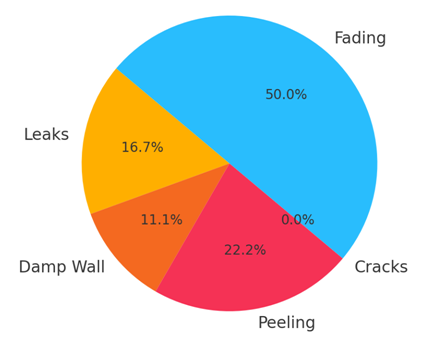 Fading
50.0%
Leaks
16.7%
11.1%
0.0%
22.2%
Damp Wall
Cracks
Peeling